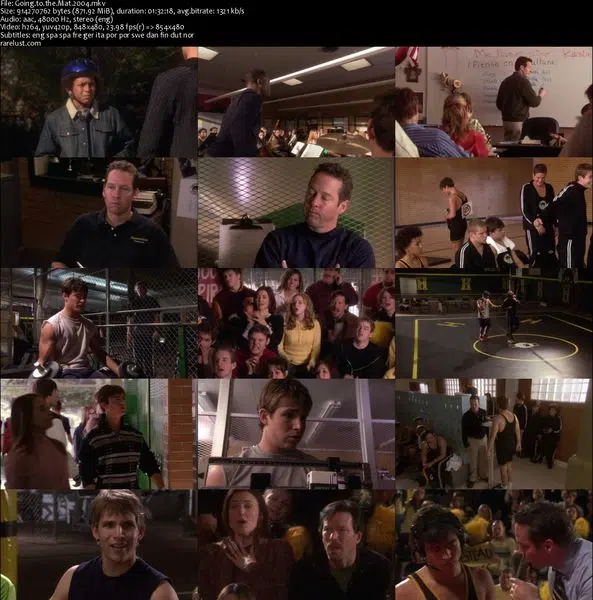 File: Going.to.the.Mat.2004.mkv
Size: 914270762 bytes (871.92 MiB), duration: 01:32:18, avg.bitrate: 1321 kb/s
Audio: aac, 48000 Hz, stereo (eng)
Video: h264, yuv420p, 848x480, 23.98 fps(r) => 854x480
Subtitles: eng spa spa fre ger ita por por swe dan fin dut nor
rarelust.com